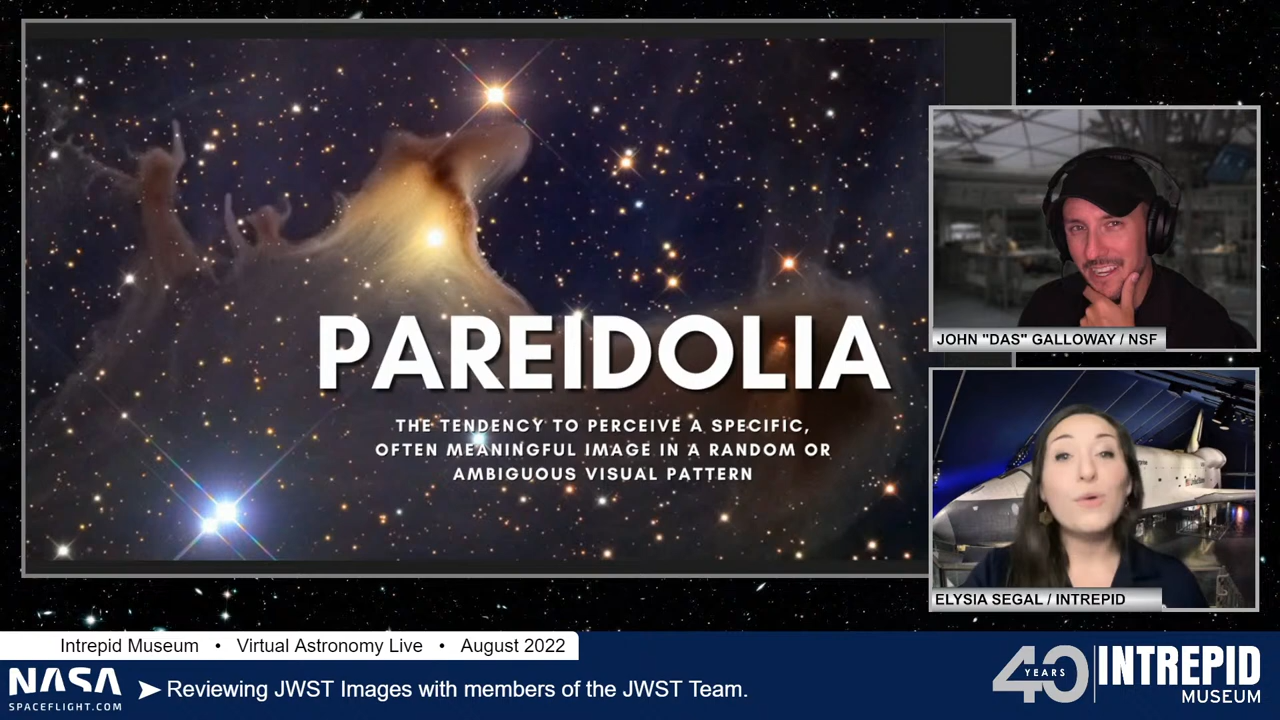 PAREIDOLIA
THE TENDENCY TO PERCEIVE A SPECIFIC,
OFTEN MEANINGFUL IMAGE IN A RANDOM OR
AMBIGUOUS VISUAL PATTERN
JOHN "DAS" GALLOWAY / NSF
ELYSIA SEGAL / INTREPID
Intrepid Museum • Virtual Astronomy Live • August 2022
NASA
SPACEFLIGHT.COM
Reviewing JWST Images with members of the JWST Team.
40
YEARS
INTREPID
MUSEUM